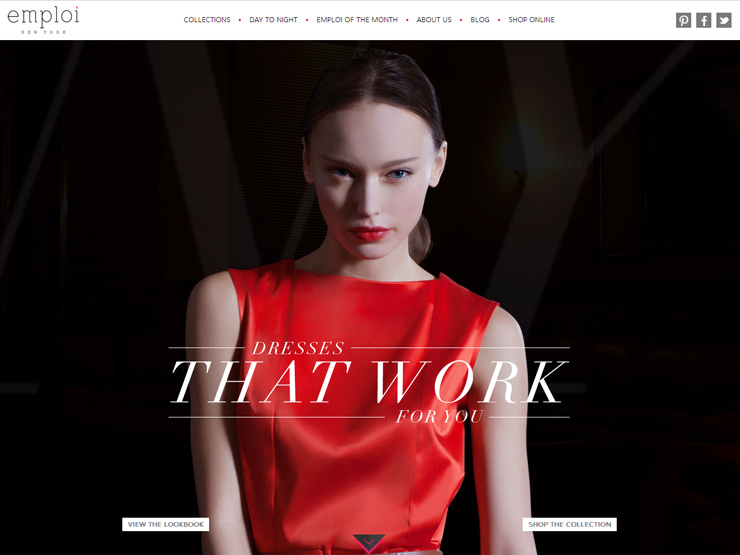 emploi
NEW YORK
COLLECTIONS • DAY TO NIGHT • EMPLOI OF THE MONTH • ABOUT US • BLOG • SHOP ONLINE
DRESSES
THAT WORK
FOR YOU
VIEW THE LOOKBOOK
SHOP THE COLLECTION